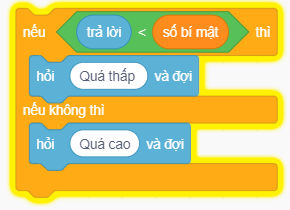 nếu trả lời < số bí mật thì
hỏi Quá thấp và đợi
nếu không thì
hỏi Quá cao và đợi